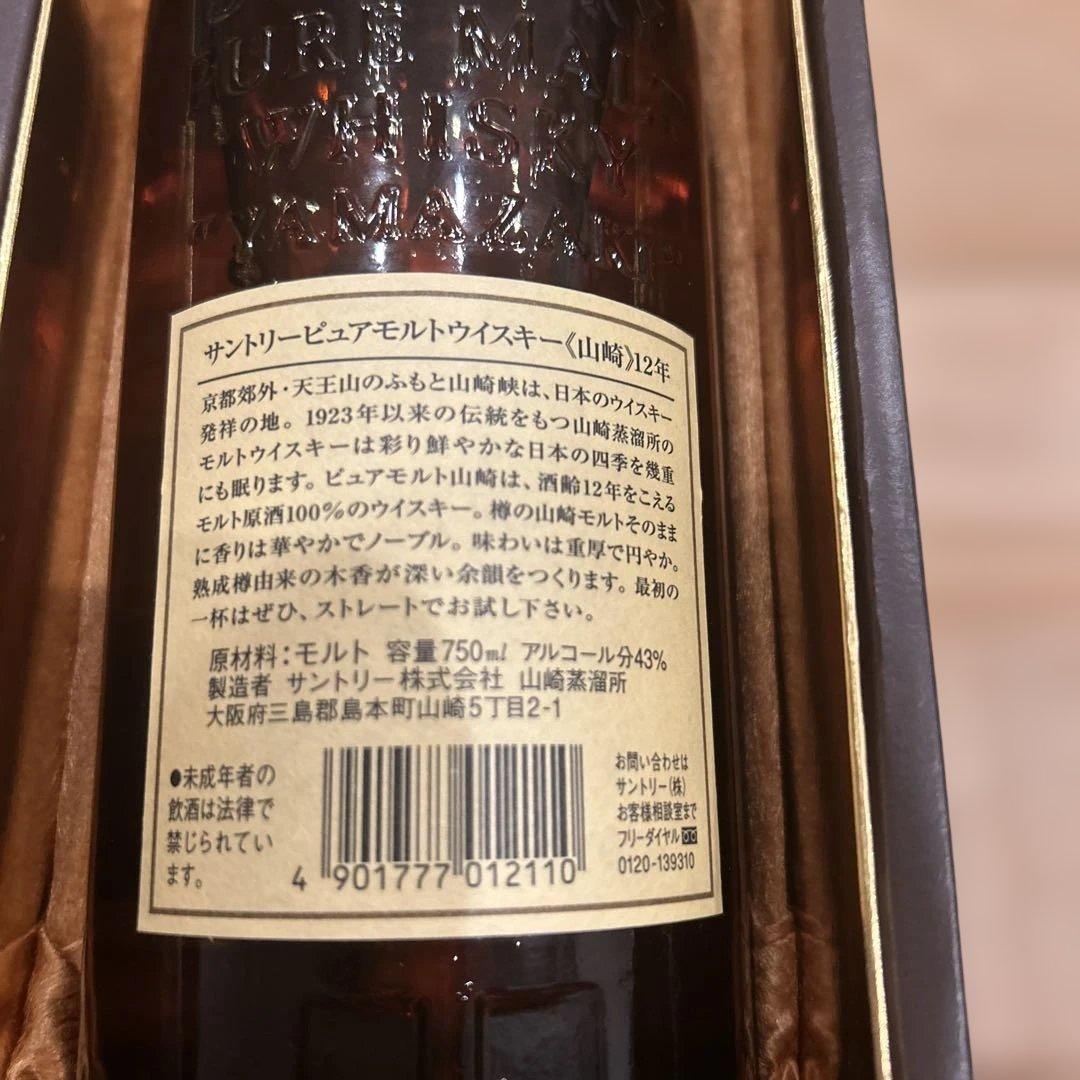 PURE MALT
WHISKY
"YAMAZAKI"
サントリーピュアモルトウイスキー《山崎》12年
京都郊外・天王山のふもと山崎峡は、日本のウイスキー
発祥の地。1923年以来の伝統をもつ山崎蒸溜所の
モルトウイスキーは彩り鮮やかな日本の四季を幾重
にも眠ります。ピュアモルト山崎は、酒齢12年をこえる
モルト原酒100%のウイスキー。樽の山崎モルトそのまま
に香りは華やかでノーブル。味わいは重厚で円やか。
熟成樽由来の木香が深い余韻をつくります。最初の
一杯はぜひ、ストレートでお試し下さい。
原材料：モルト 容量750ml アルコール分43%
製造者 サントリー株式会社 山崎蒸溜所
大阪府三島郡島本町山崎5丁目2-1
●未成年者の
飲酒は法律で
禁じられてい
ます。
4 901777 012110
お問い合わせは
サントリー(株)
お客様相談室まで
フリーダイヤル
0120-139310